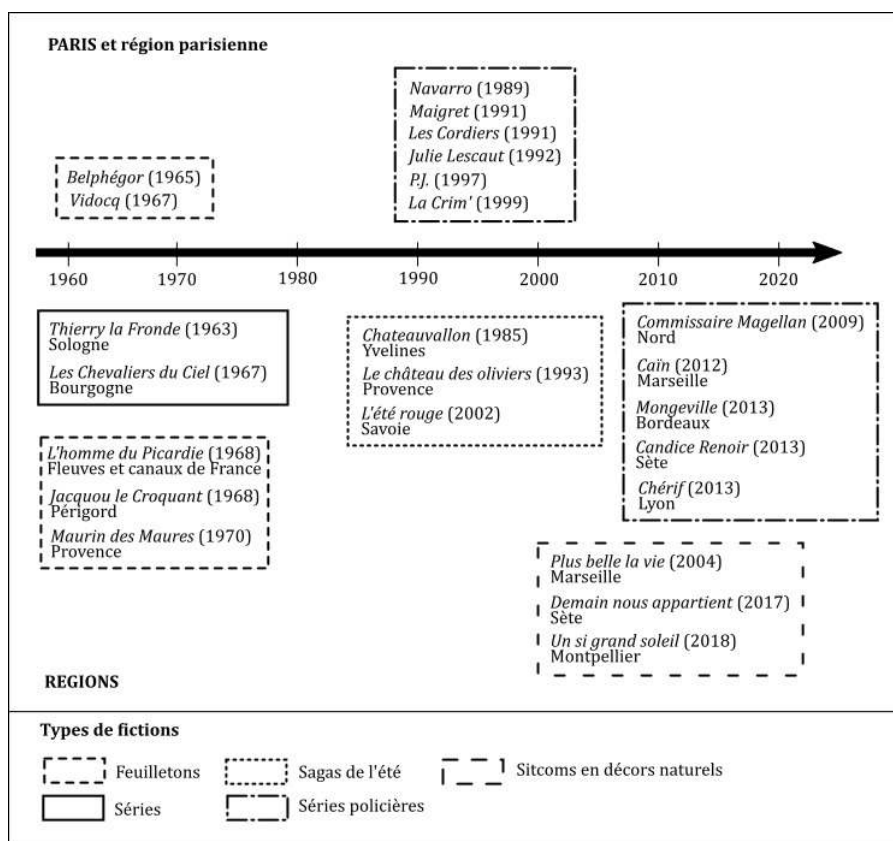 PARIS et région parisienne
Navarro (1989)
Maigret (1991)
Les Cordiers (1991)
Julie Lescaut (1992)
P.J. (1997)
La Crim' (1999)
Belphégor (1965)
Vidocq (1967)
1960 1970 1980 1990 2000 2010 2020
Thierry la Fronde (1963)
Sologne
Les Chevaliers du Ciel (1967)
Bourgogne
L'homme du Picardie (1968)
Fleuves et canaux de France
Jacquou le Croquant (1968)
Périgord
Maurin des Maures (1970)
Provence
Chateauvallon (1985)
Yvelines
Le château des oliviers (1993)
Provence
L'été rouge (2002)
Savoie
Commissaire Magellan (2009)
Nord
Caïn (2012)
Marseille
Mongeville (2013)
Bordeaux
Candice Renoir (2013)
Sète
Chérif (2013)
Lyon
Plus belle la vie (2004)
Marseille
Demain nous appartient (2017)
Sète
Un si grand soleil (2018)
Montpellier
REGIONS
Types de fictions
Feuilletons
Sagas de l'été
Sitcoms en décors naturels
Séries
Séries policières